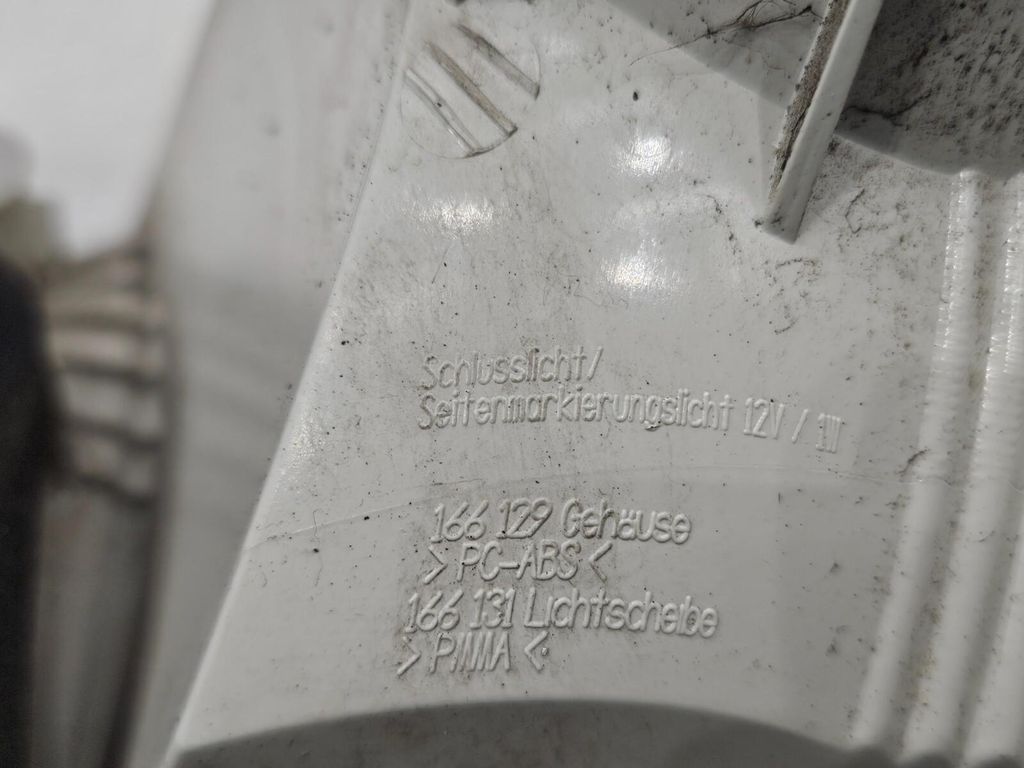 Schlusslicht/
Seitenmarkierungslicht 12V / 1W
166 129 Gehäuse
>PC-ABS<
166 131 Lichtscheibe
>PMMA<